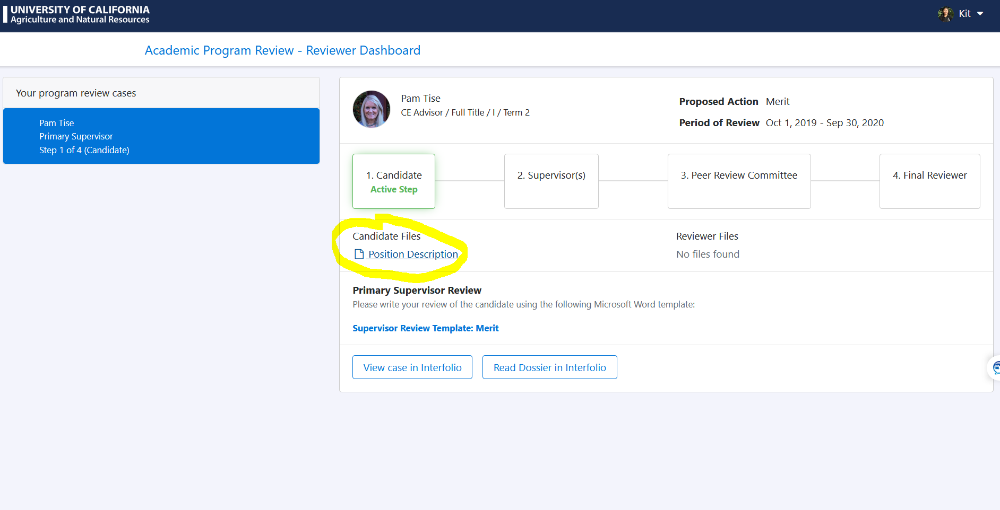 UNIVERSITY OF CALIFORNIA
Agriculture and Natural Resources
Kit
Academic Program Review - Reviewer Dashboard
Your program review cases
Pam Tise
Primary Supervisor
Step 1 of 4 (Candidate)
Pam Tise
CE Advisor / Full Title / I / Term 2
Proposed Action Merit
Period of Review Oct 1, 2019 - Sep 30, 2020
1. Candidate
Active Step
2. Supervisor(s)
3. Peer Review Committee
4. Final Reviewer
Candidate Files
Position Description
Reviewer Files
No files found
Primary Supervisor Review
Please write your review of the candidate using the following Microsoft Word template:
Supervisor Review Template: Merit
View case in Interfolio
Read Dossier in Interfolio